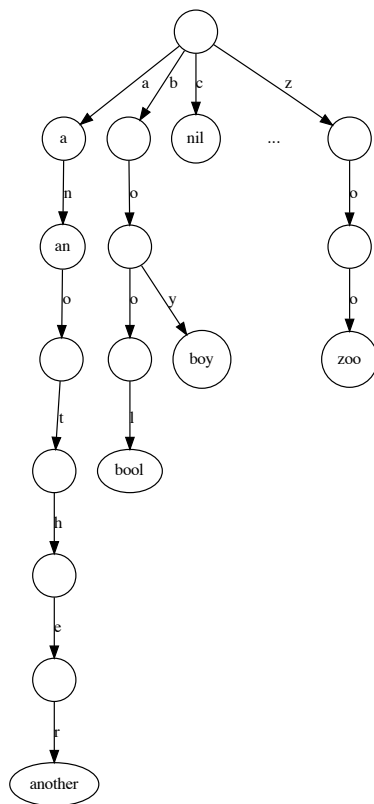 a b c z
a nil ...
n o o
an
o o y o
boy zoo
t l
bool
h
e
r
another